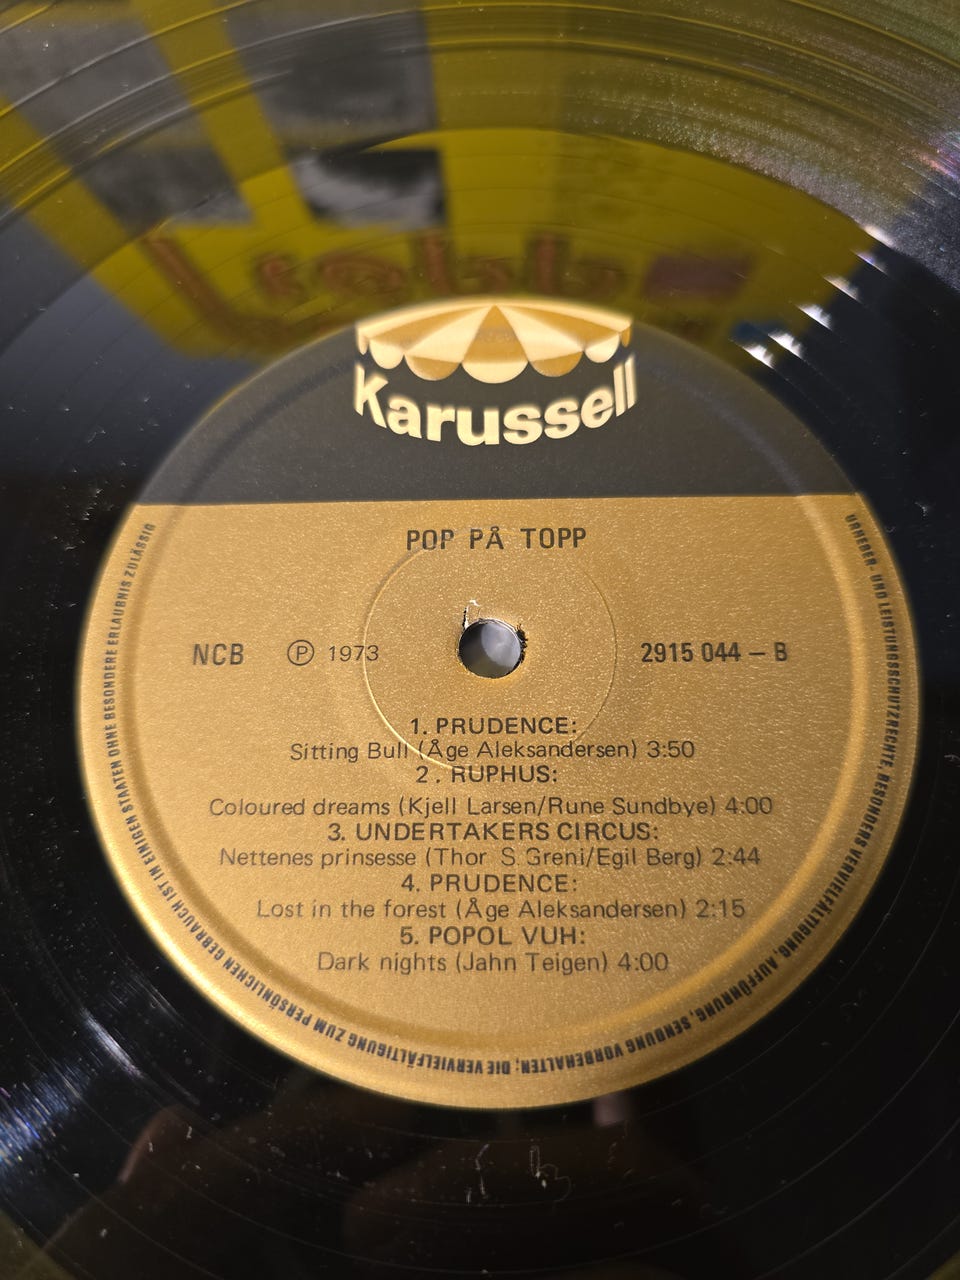 Karussell
POP PÅ TOPP
NCB ℗ 1973 2915 044 – B
1. PRUDENCE:
Sitting Bull (Åge Aleksandersen) 3:50
2. RUPHUS:
Coloured dreams (Kjell Larsen/Rune Sundbye) 4:00
3. UNDERTAKERS CIRCUS:
Nettenes prinsesse (Thor S. Greni/Egil Berg) 2:44
4. PRUDENCE:
Lost in the forest (Åge Aleksandersen) 2:15
5. POPOL VUH:
Dark nights (Jahn Teigen) 4:00
URHEBER- UND LEISTUNGSSCHUTZRECHTE, BESONDERS VERVIELFÄLTIGUNG, AUFFÜHRUNG, SENDUNG VORBEHALTEN; DIE VERVIELFÄLTIGUNG ZUM PERSÖNLICHEN GEBRAUCH IST IN EINIGEN STAATEN OHNE BESONDERE ERLAUBNIS ZULÄSSIG